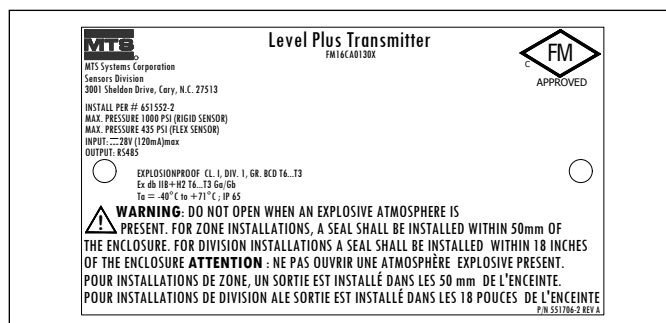 MTS
Level Plus Transmitter
FM16CA0130X
MTS Systems Corporation
Sensors Division
3001 Sheldon Drive, Cary, N.C. 27513
C FM
APPROVED
INSTALL PER # 651552-2
MAX. PRESSURE 1000 PSI (RIGID SENSOR)
MAX. PRESSURE 435 PSI (FLEX SENSOR)
INPUT: ⎓28V (120mA)max
OUTPUT: RS485
EXPLOSIONPROOF CL. I, DIV. 1, GR. BCD T6...T3
Ex db IIB+H2 T6...T3 Ga/Gb
Ta = -40°C to +71°C ; IP 65
WARNING: DO NOT OPEN WHEN AN EXPLOSIVE ATMOSPHERE IS
PRESENT. FOR ZONE INSTALLATIONS, A SEAL SHALL BE INSTALLED WITHIN 50mm OF
THE ENCLOSURE. FOR DIVISION INSTALLATIONS A SEAL SHALL BE INSTALLED WITHIN 18 INCHES
OF THE ENCLOSURE ATTENTION : NE PAS OUVRIR UNE ATMOSPHÈRE EXPLOSIVE PRESENT.
POUR INSTALLATIONS DE ZONE, UN SORTIE EST INSTALLÉ DANS LES 50 mm DE L'ENCEINTE.
POUR INSTALLATIONS DE DIVISION ALE SORTIE EST INSTALLÉ DANS LES 18 POUCES DE L'ENCEINTE
P/N 551706-2 REV A